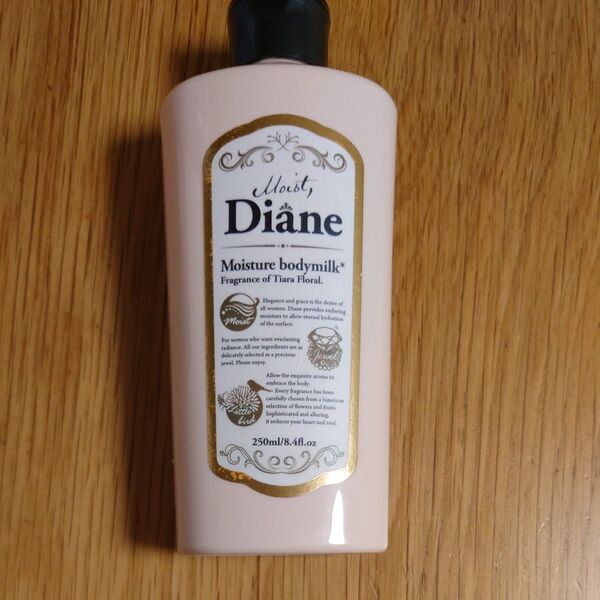 Moist,
Diane
Moisture bodymilk*
Fragrance of Tiara Floral.
Elegance and grace is the desire of
all women. Diane provides enduring
moisture to allow eternal hydration
of the surface.
Moist
For women who want everlasting
radiance. All our ingredients are as
delicately selected as a precious
jewel. Please enjoy.
Jewel
Allow the exquisite aroma to
embrace the body.
Every fragrance has been
carefully chosen from a luxurious
selection of flowers and fruits.
Sophisticated and alluring,
it seduces your heart and soul.
Little
bird
250ml/8.4fl.oz